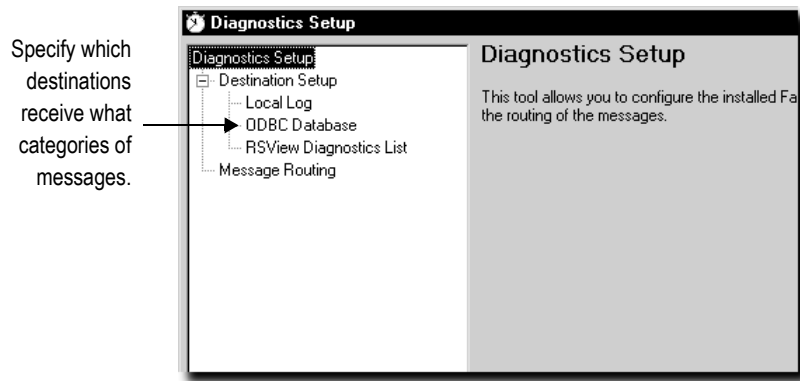 Specify which
destinations
receive what
categories of
messages.
Diagnostics Setup
Diagnostics Setup
Destination Setup
Local Log
ODBC Database
RSView Diagnostics List
Message Routing
Diagnostics Setup
This tool allows you to configure the installed Fa
the routing of the messages.